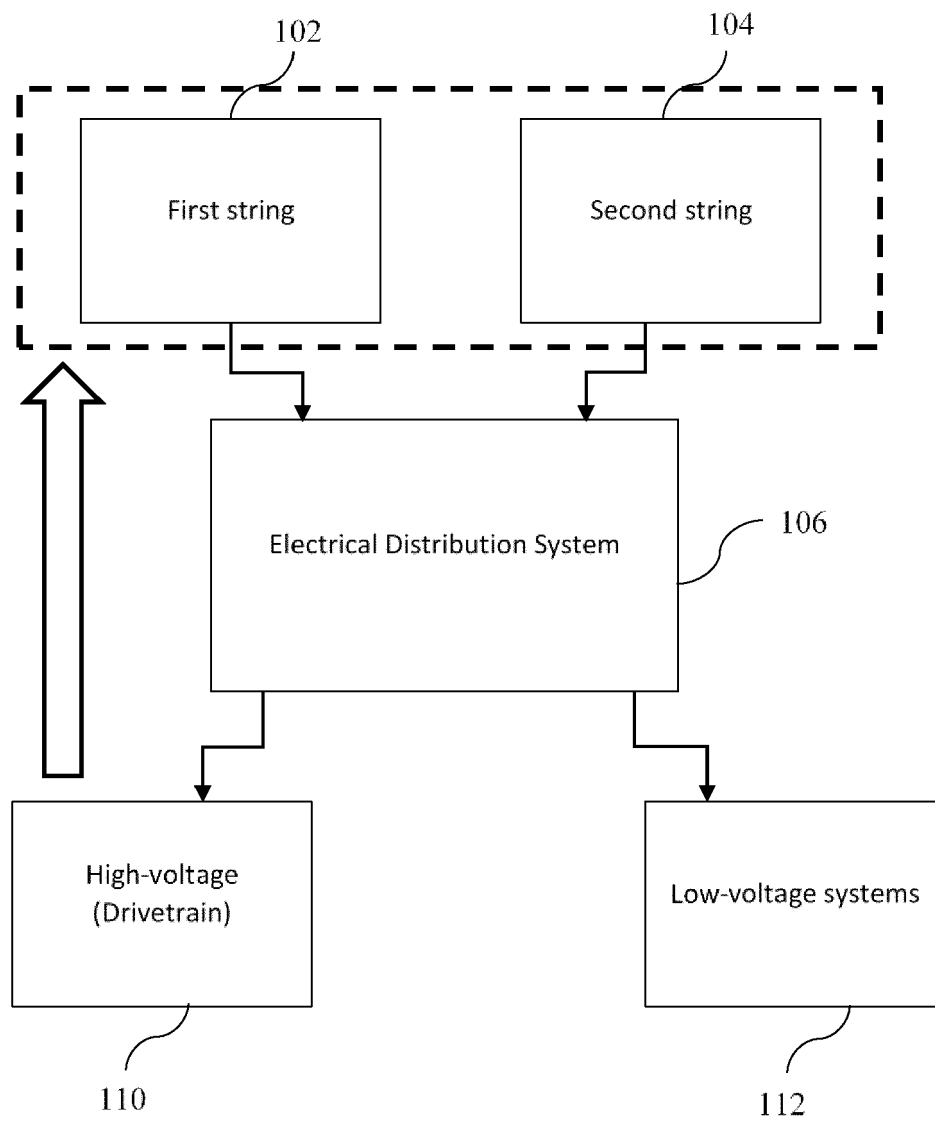 102
104
First string
Second string
Electrical Distribution System
106
High-voltage
(Drivetrain)
Low-voltage systems
110
112